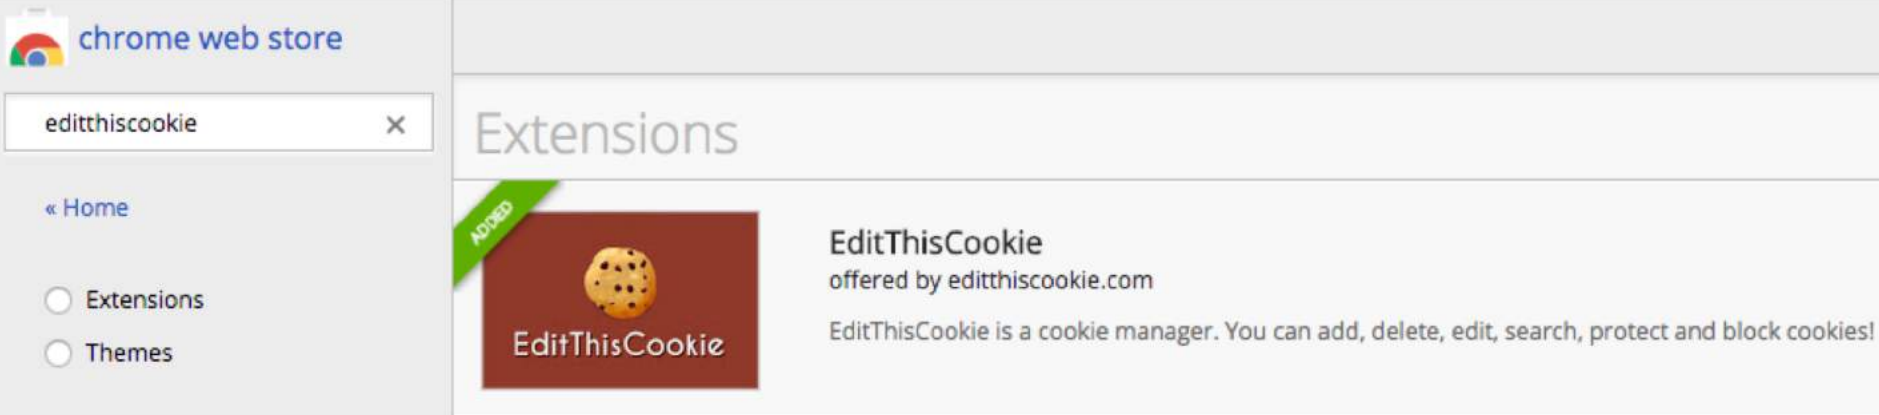 chrome web store
editthiscookie
« Home
Extensions
Themes
Extensions
ADDED
EditThisCookie
EditThisCookie
offered by editthiscookie.com
EditThisCookie is a cookie manager. You can add, delete, edit, search, protect and block cookies!